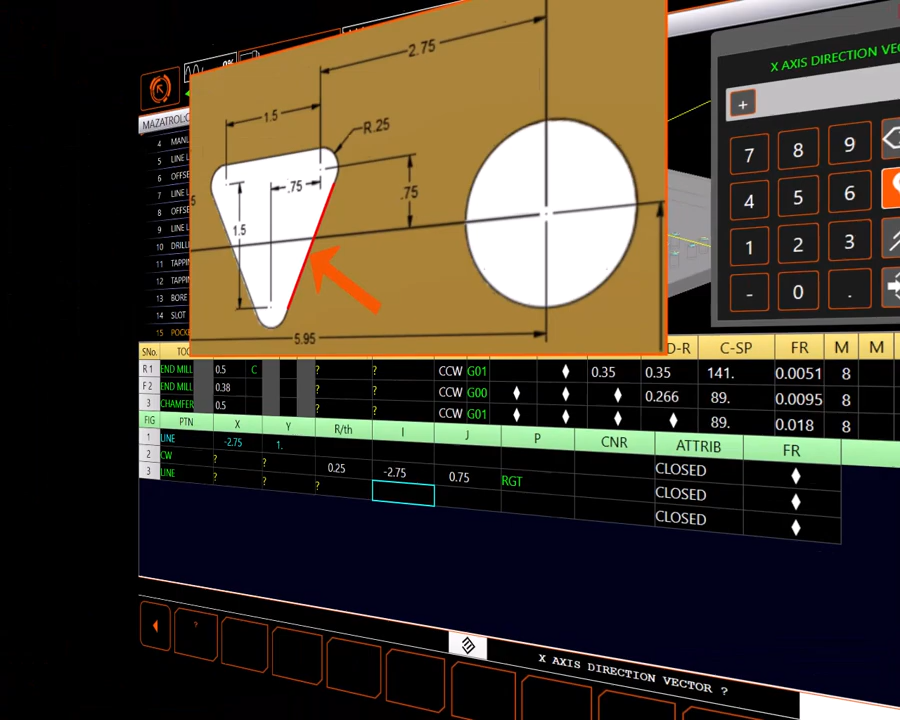 0%
X AXIS DIRECTION VEC
+
7 8 9
4 5 6
1 2 3
- 0 .
2.75
1.5
R.25
.75
.75
1.5
5.95
5
MAZATROL:
4 MANU
5 LINE
6 OFFSE
7 LINE
8 OFFSE
9 LINE
10 DRILL
11 TAPPIN
12 TAPPIN
13 BORE
14 SLOT
15 POCKE
SNo. TOO D-R C-SP FR M M
R 1 END MILL 0.5 C ? ? CCW G01 ♦ 0.35 0.35 141. 0.0051 8
F 2 END MILL 0.38 ? ? CCW G00 ♦ ♦ ♦ 0.266 89. 0.0095 8
3 CHAMFER 0.5 ? ? CCW G01 ♦ ♦ ♦ 89. 0.018 8
FIG PTN X Y R/th I J P CNR ATTRIB FR
1 LINE -2.75 1. CLOSED ♦
2 CW ? ? 0.25 -2.75 0.75 RGT CLOSED ♦
3 LINE ? ? ? CLOSED ♦
?
X AXIS DIRECTION VECTOR ?